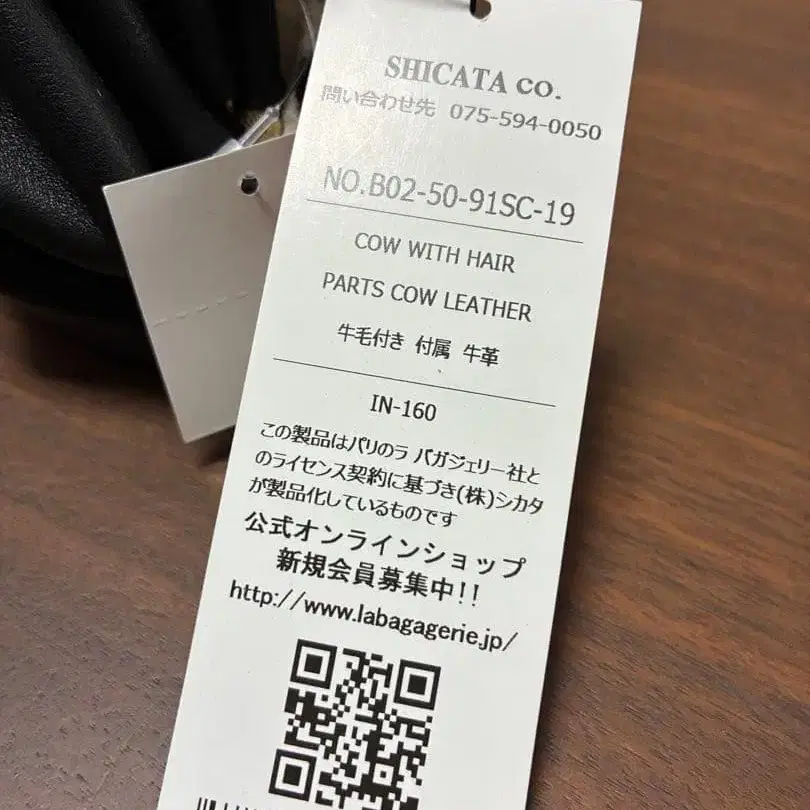 SHICATA CO.
問い合わせ先 075-594-0050
NO.B02-50-91SC-19
COW WITH HAIR
PARTS COW LEATHER
牛毛付き 付属 牛革
IN-160
この製品はパリのラ バガジェリー社と
のライセンス契約に基づき(株)シカタ
が製品化しているものです
公式オンラインショップ
新規会員募集中!!
http://www.labagagerie.jp/